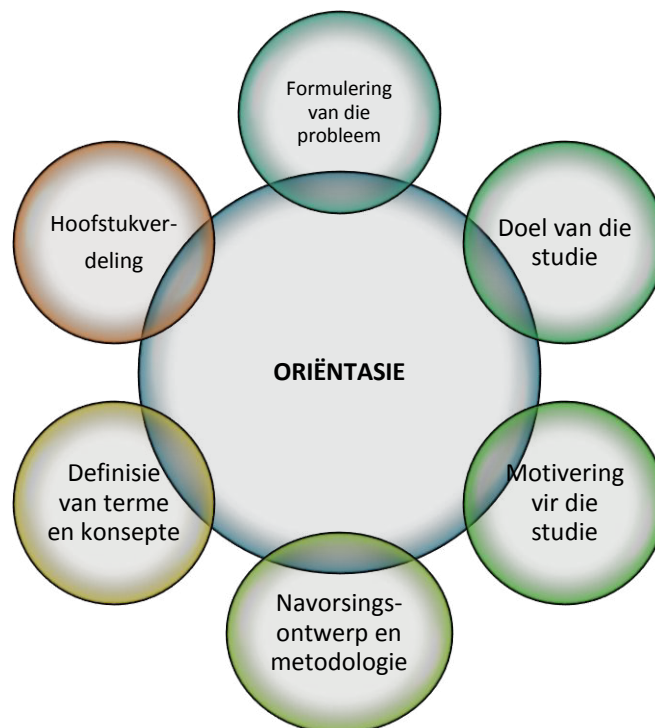 Formulering
van die
probleem
Hoofstukver-
deling
Doel van die
studie
ORIËNTASIE
Definisie
van terme
en konsepte
Motivering
vir die
studie
Navorsings-
ontwerp en
metodologie